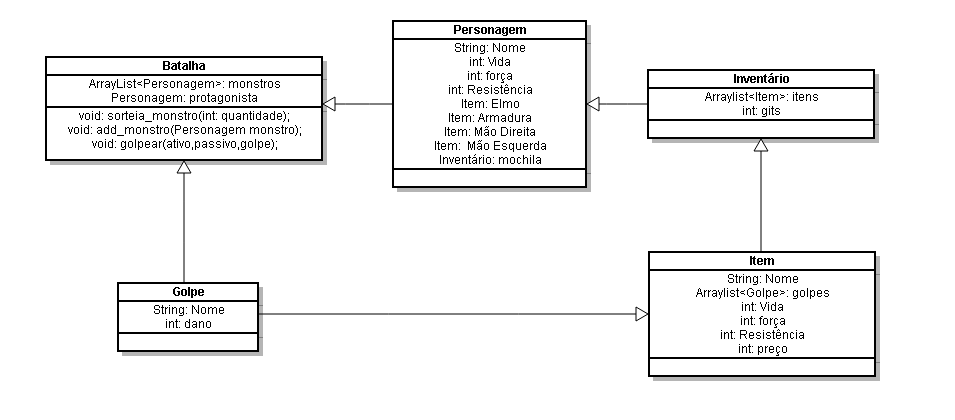 Batalha
ArrayList<Personagem>: monstros
Personagem: protagonista
void: sorteia_monstro(int: quantidade);
void: add_monstro(Personagem monstro);
void: golpear(ativo,passivo,golpe);
Personagem
String: Nome
int: Vida
int: força
int: Resistência
Item: Elmo
Item: Armadura
Item: Mão Direita
Item: Mão Esquerda
Inventário: mochila
Inventário
Arraylist<Item>: itens
int: gits
Golpe
String: Nome
int: dano
Item
String: Nome
Arraylist<Golpe>: golpes
int: Vida
int: força
int: Resistência
int: preço